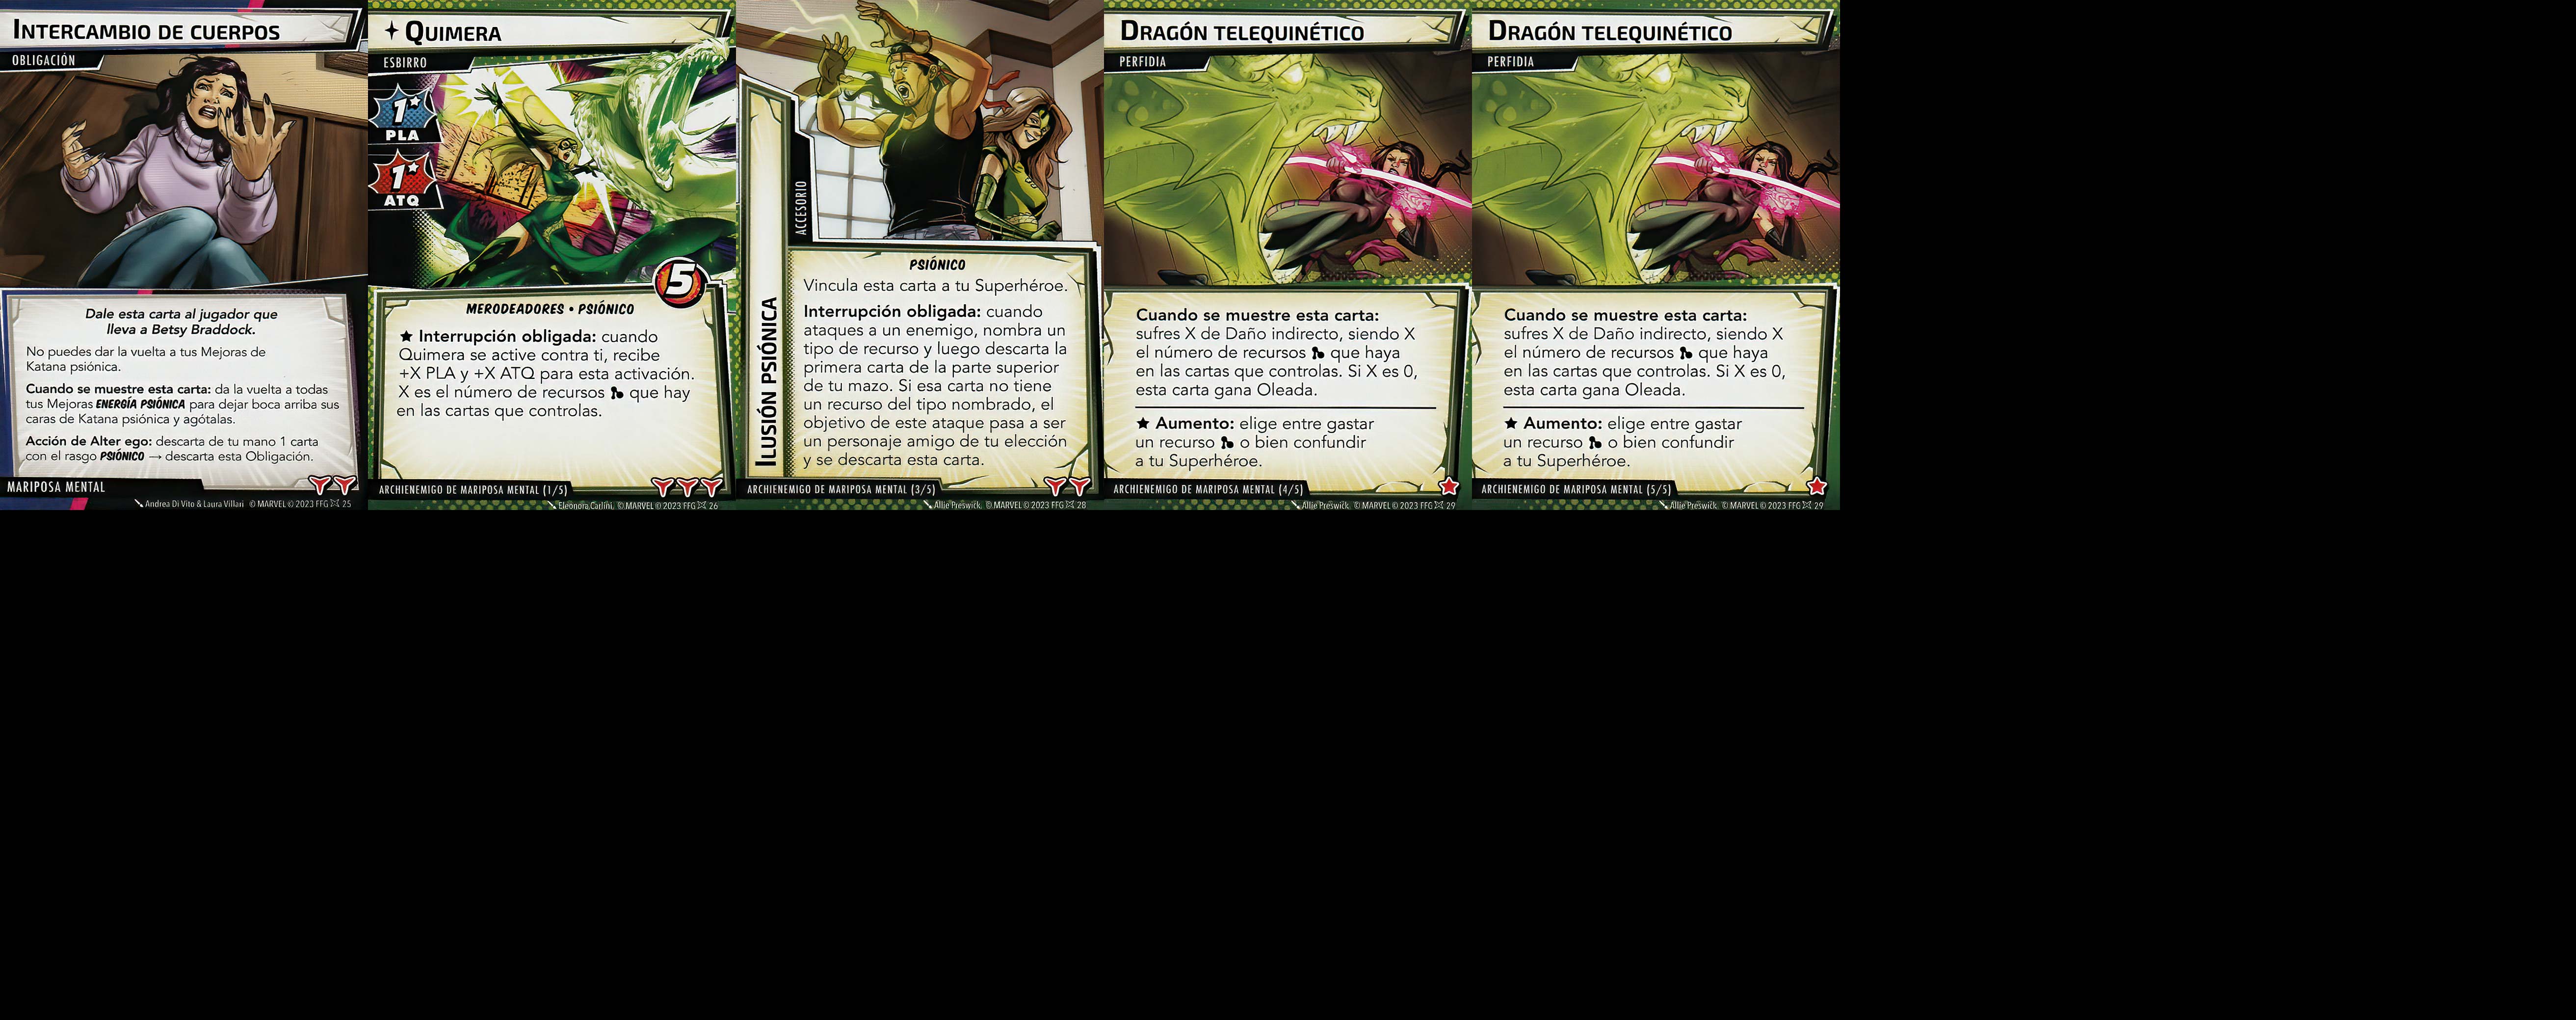 INTERCAMBIO DE CUERPOS
OBLIGACIÓN
Dale esta carta al jugador que
lleva a Betsy Braddock.
No puedes dar la vuelta a tus Mejoras de
Katana psiónica.
Cuando se muestre esta carta: da la vuelta a todas
tus Mejoras ENERGÍA PSIÓNICA para dejar boca arriba sus
caras de Katana psiónica y agótalas.
Acción de Alter ego: descarta de tu mano 1 carta
con el rasgo PSIÓNICO → descarta esta Obligación.
MARIPOSA MENTAL
Andrea Di Vito & Laura Villari © MARVEL © 2023 FFG 25
QUIMERA
ESBIRRO
1★
PLA
1★
ATQ
5
MERODEADORES • PSIÓNICO
★ Interrupción obligada: cuando
Quimera se active contra ti, recibe
+X PLA y +X ATQ para esta activación.
X es el número de recursos que hay
en las cartas que controlas.
ARCHIENEMIGO DE MARIPOSA MENTAL (1/5)
Eleonora Carlini © MARVEL © 2023 FFG 26
ILUSIÓN PSIÓNICA
ACCESORIO
PSIÓNICO
Vincula esta carta a tu Superhéroe.
Interrupción obligada: cuando
ataques a un enemigo, nombra un
tipo de recurso y luego descarta la
primera carta de la parte superior
de tu mazo. Si esa carta no tiene
un recurso del tipo nombrado, el
objetivo de este ataque pasa a ser
un personaje amigo de tu elección
y se descarta esta carta.
ARCHIENEMIGO DE MARIPOSA MENTAL (3/5)
Allie Preswick © MARVEL © 2023 FFG 28
DRAGÓN TELEQUINÉTICO
PERFIDIA
Cuando se muestre esta carta:
sufres X de Daño indirecto, siendo X
el número de recursos que haya
en las cartas que controlas. Si X es 0,
esta carta gana Oleada.
★ Aumento: elige entre gastar
un recurso o bien confundir
a tu Superhéroe.
ARCHIENEMIGO DE MARIPOSA MENTAL (4/5)
Allie Preswick © MARVEL © 2023 FFG 29
DRAGÓN TELEQUINÉTICO
PERFIDIA
Cuando se muestre esta carta:
sufres X de Daño indirecto, siendo X
el número de recursos que haya
en las cartas que controlas. Si X es 0,
esta carta gana Oleada.
★ Aumento: elige entre gastar
un recurso o bien confundir
a tu Superhéroe.
ARCHIENEMIGO DE MARIPOSA MENTAL (5/5)
Allie Preswick © MARVEL © 2023 FFG 29